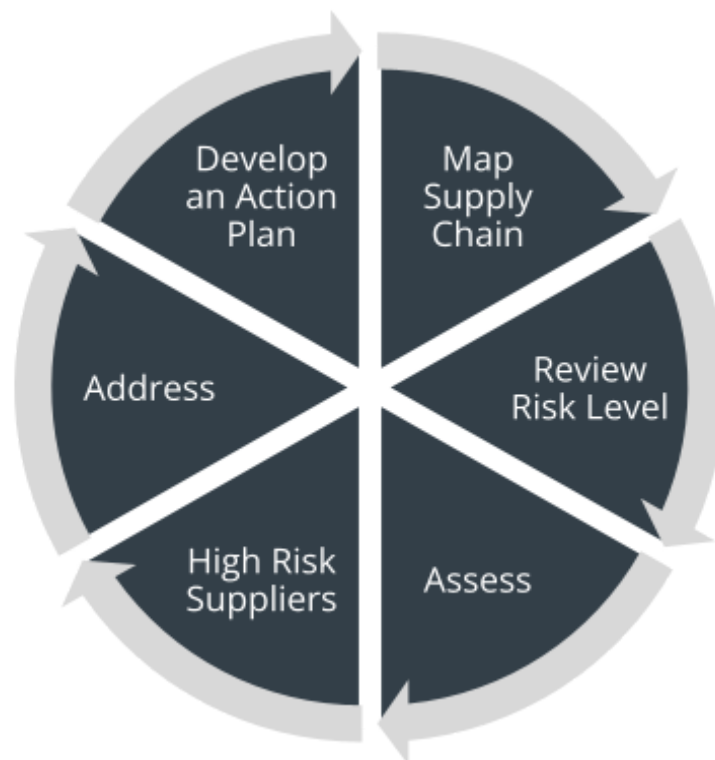 Map
Supply
Chain
Review
Risk Level
Assess
High Risk
Suppliers
Address
Develop
an Action
Plan